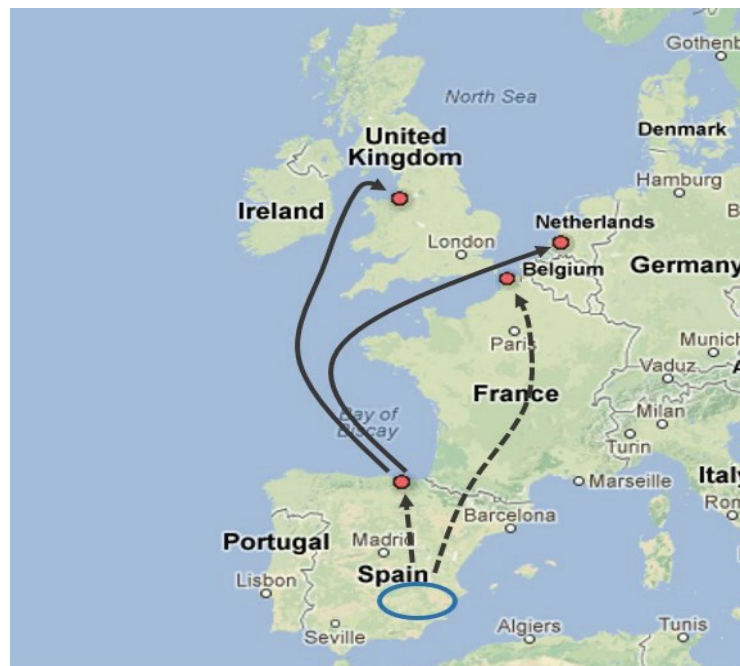 Gothenb
North Sea
United
Kingdom
Denmark
Hamburg
B
Ireland
Netherlands
London
Belgium
Germany
Paris
Munich
Vaduz
A
France
Milan
Bay of
Biscay
Turin
Marseille
Italy
Rom
Barcelona
Portugal
Madrid
Spain
Lisbon
Seville
Algiers
Tunis